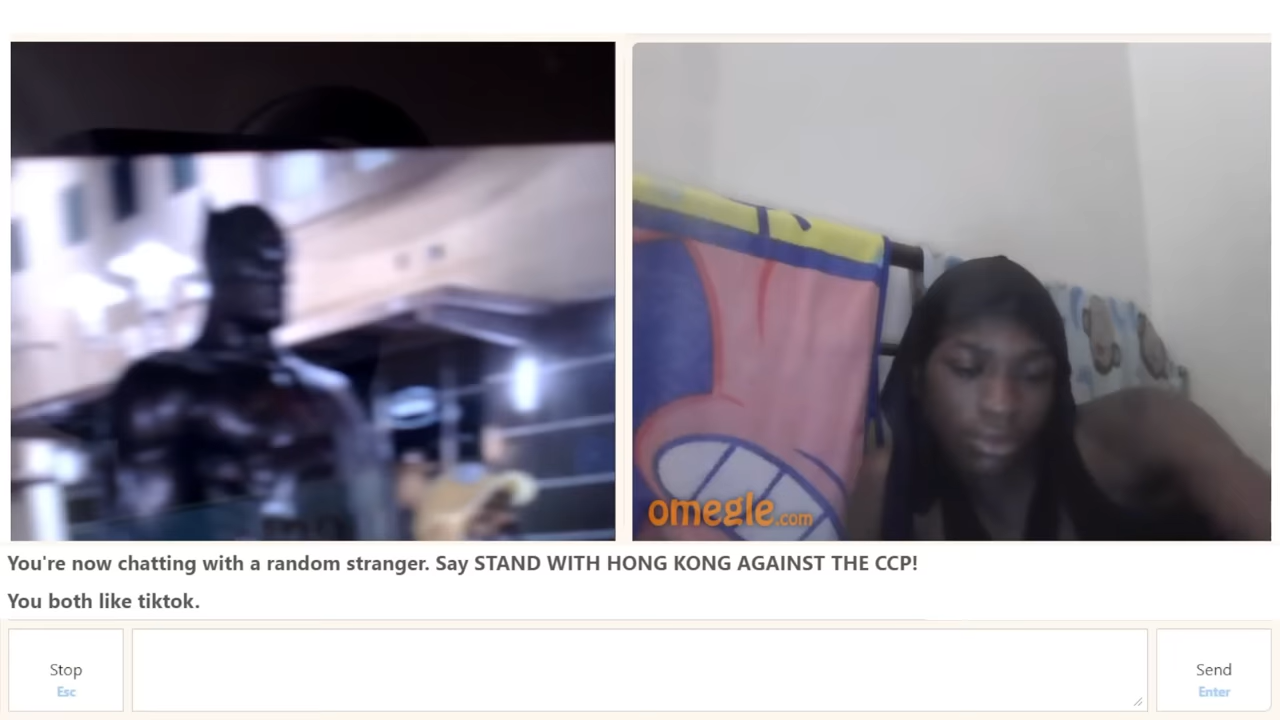 omegle.com
You're now chatting with a random stranger. Say STAND WITH HONG KONG AGAINST THE CCP!
You both like tiktok.
Stop
Esc
Send
Enter